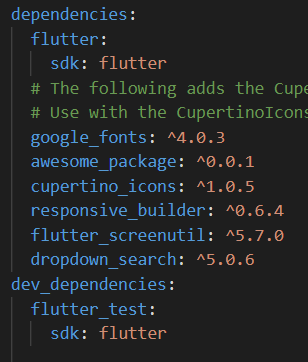 dependencies:
  flutter:
    sdk: flutter
  # The following adds the Cupe
  # Use with the CupertinoIcons
  google_fonts: ^4.0.3
  awesome_package: ^0.0.1
  cupertino_icons: ^1.0.5
  responsive_builder: ^0.6.4
  flutter_screenutil: ^5.7.0
  dropdown_search: ^5.0.6
dev_dependencies:
  flutter_test:
    sdk: flutter